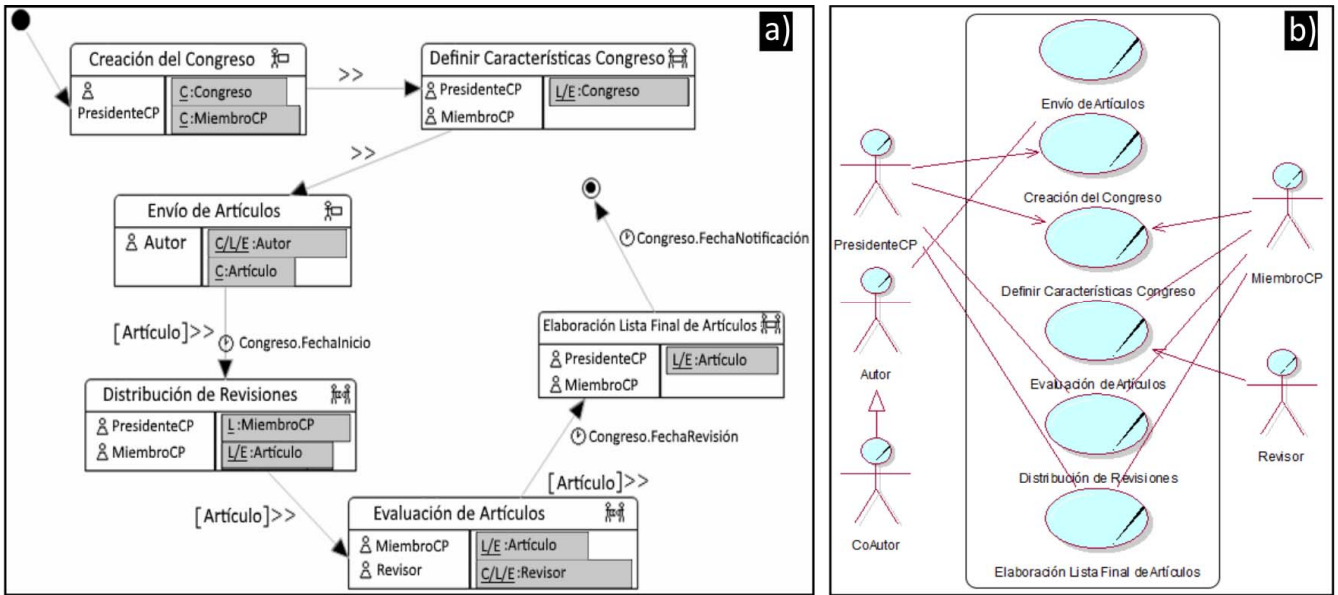 a)
Creación del Congreso
PresidenteCP
C:Congreso
C:MiembroCP
>>
Definir Características Congreso
PresidenteCP
MiembroCP
L/E:Congreso
>>
Envío de Artículos
Autor
C/L/E:Autor
C:Artículo
[Artículo]>>
Congreso.FechaInicio
Distribución de Revisiones
PresidenteCP
MiembroCP
L:MiembroCP
L/E:Artículo
[Artículo]>>
Evaluación de Artículos
MiembroCP
Revisor
L/E:Artículo
C/L/E:Revisor
[Artículo]>>
Congreso.FechaRevisión
Elaboración Lista Final de Artículos
PresidenteCP
MiembroCP
L/E:Artículo
Congreso.FechaNotificación
b)
Envío de Artículos
Creación del Congreso
PresidenteCP
Definir Características Congreso
MiembroCP
Autor
Evaluación de Artículos
Revisor
Distribución de Revisiones
CoAutor
Elaboración Lista Final de Artículos